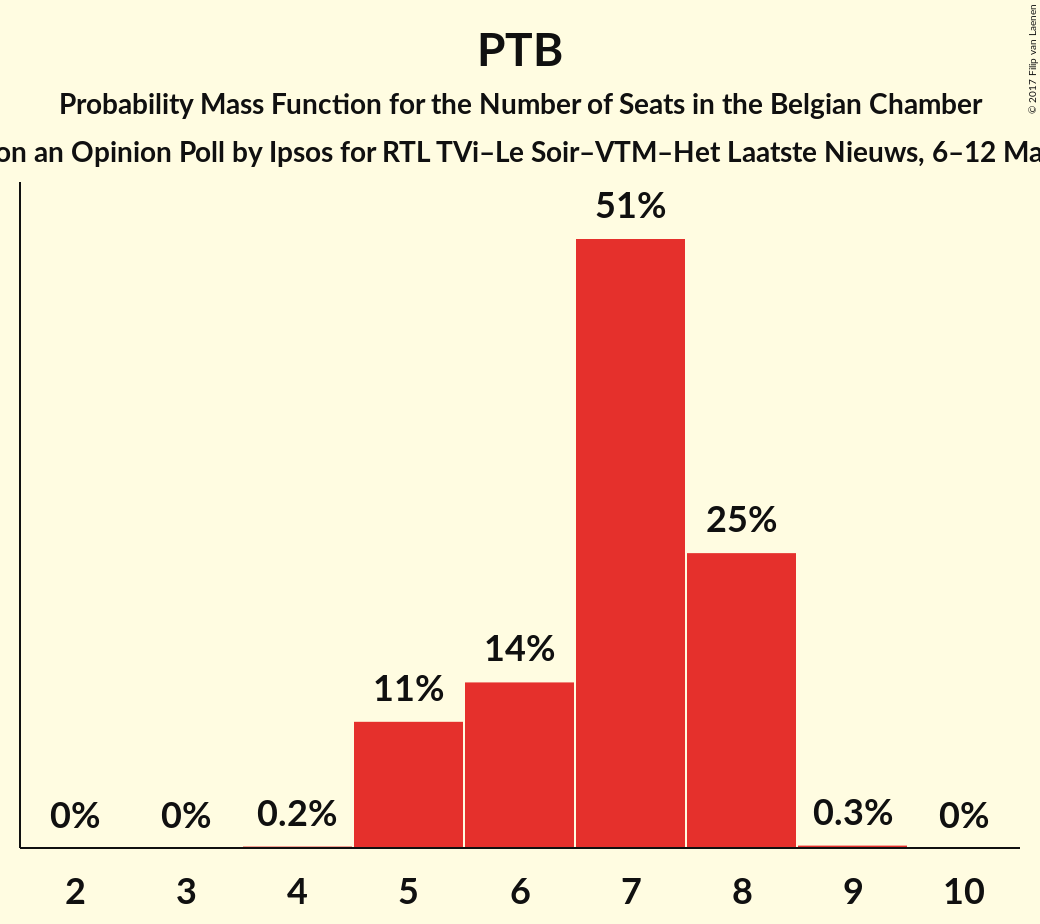 PTB
Probability Mass Function for the Number of Seats in the Belgian Chamber
on an Opinion Poll by Ipsos for RTL TVi–Le Soir–VTM–Het Laatste Nieuws, 6–12 Ma
© 2017 Filip van Laenen
51%
25%
14%
11%
0% 0% 0.2% 0.3% 0%
2 3 4 5 6 7 8 9 10